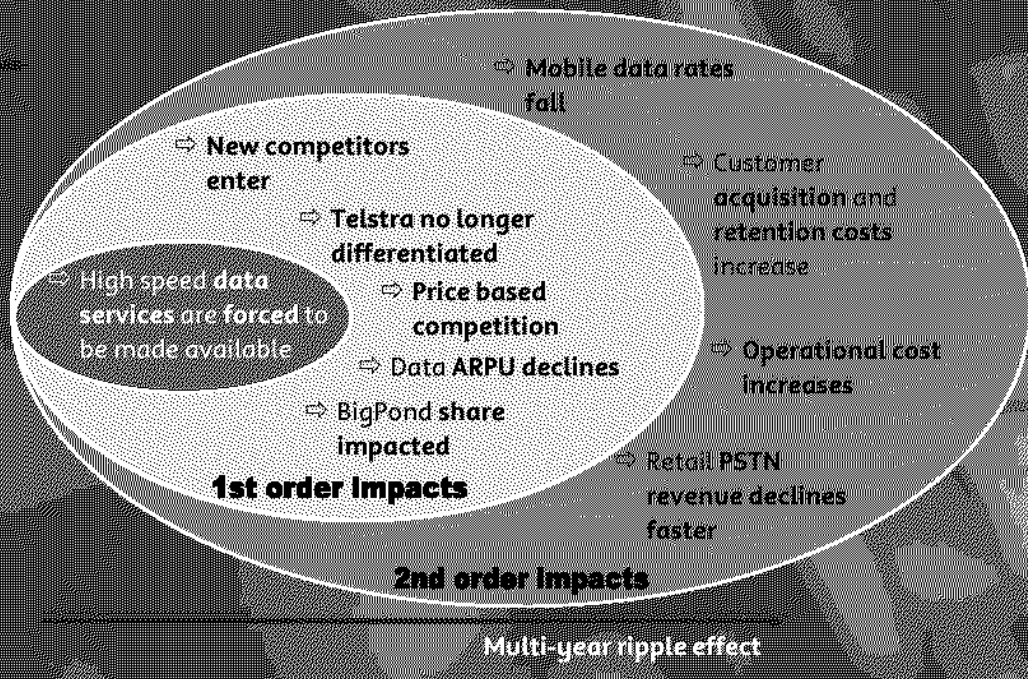 ⇨ Mobile data rates
fall
⇨ New competitors
enter
⇨ Customer
acquisition and
retention costs
increase
⇨ Telstra no longer
differentiated
⇨ High speed data
services are forced to
be made available
⇨ Price based
competition
⇨ Operational cost
increases
⇨ Data ARPU declines
⇨ BigPond share
impacted
⇨ Retail PSTN
revenue declines
faster
1st order impacts
2nd order impacts
Multi-year ripple effect